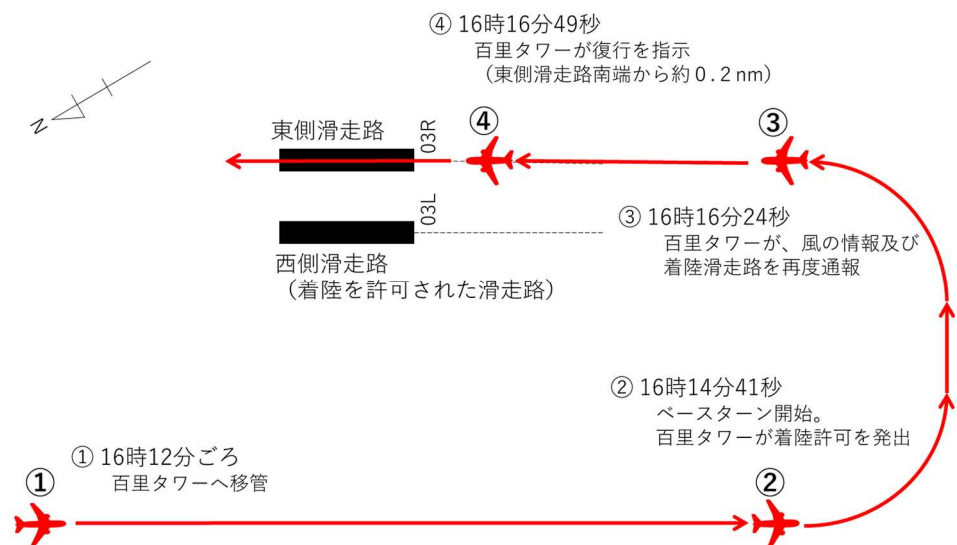 ④ 16時16分49秒
百里タワーが復行を指示
（東側滑走路南端から約０.２nm）
N
東側滑走路
03R
④
③
03L
西側滑走路
（着陸を許可された滑走路）
③ 16時16分24秒
百里タワーが、風の情報及び
着陸滑走路を再度通報
② 16時14分41秒
ベースターン開始。
百里タワーが着陸許可を発出
① 16時12分ごろ
百里タワーへ移管
①
②